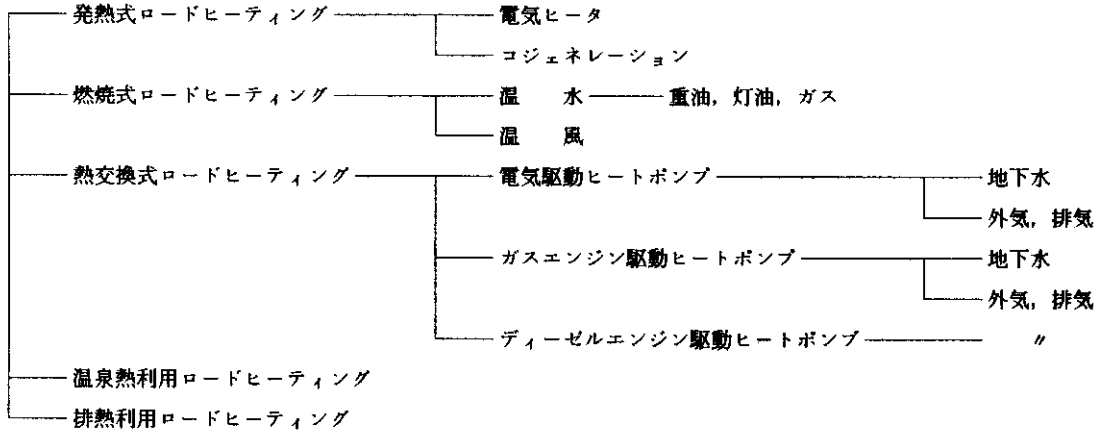 発熱式ロードヒーティング 電気ヒータ
コジェネレーション
燃焼式ロードヒーティング 温 水 重油, 灯油, ガス
温 風
熱交換式ロードヒーティング 電気駆動ヒートポンプ 地下水
外気, 排気
ガスエンジン駆動ヒートポンプ 地下水
外気, 排気
ディーゼルエンジン駆動ヒートポンプ 〃
温泉熱利用ロードヒーティング
排熱利用ロードヒーティング